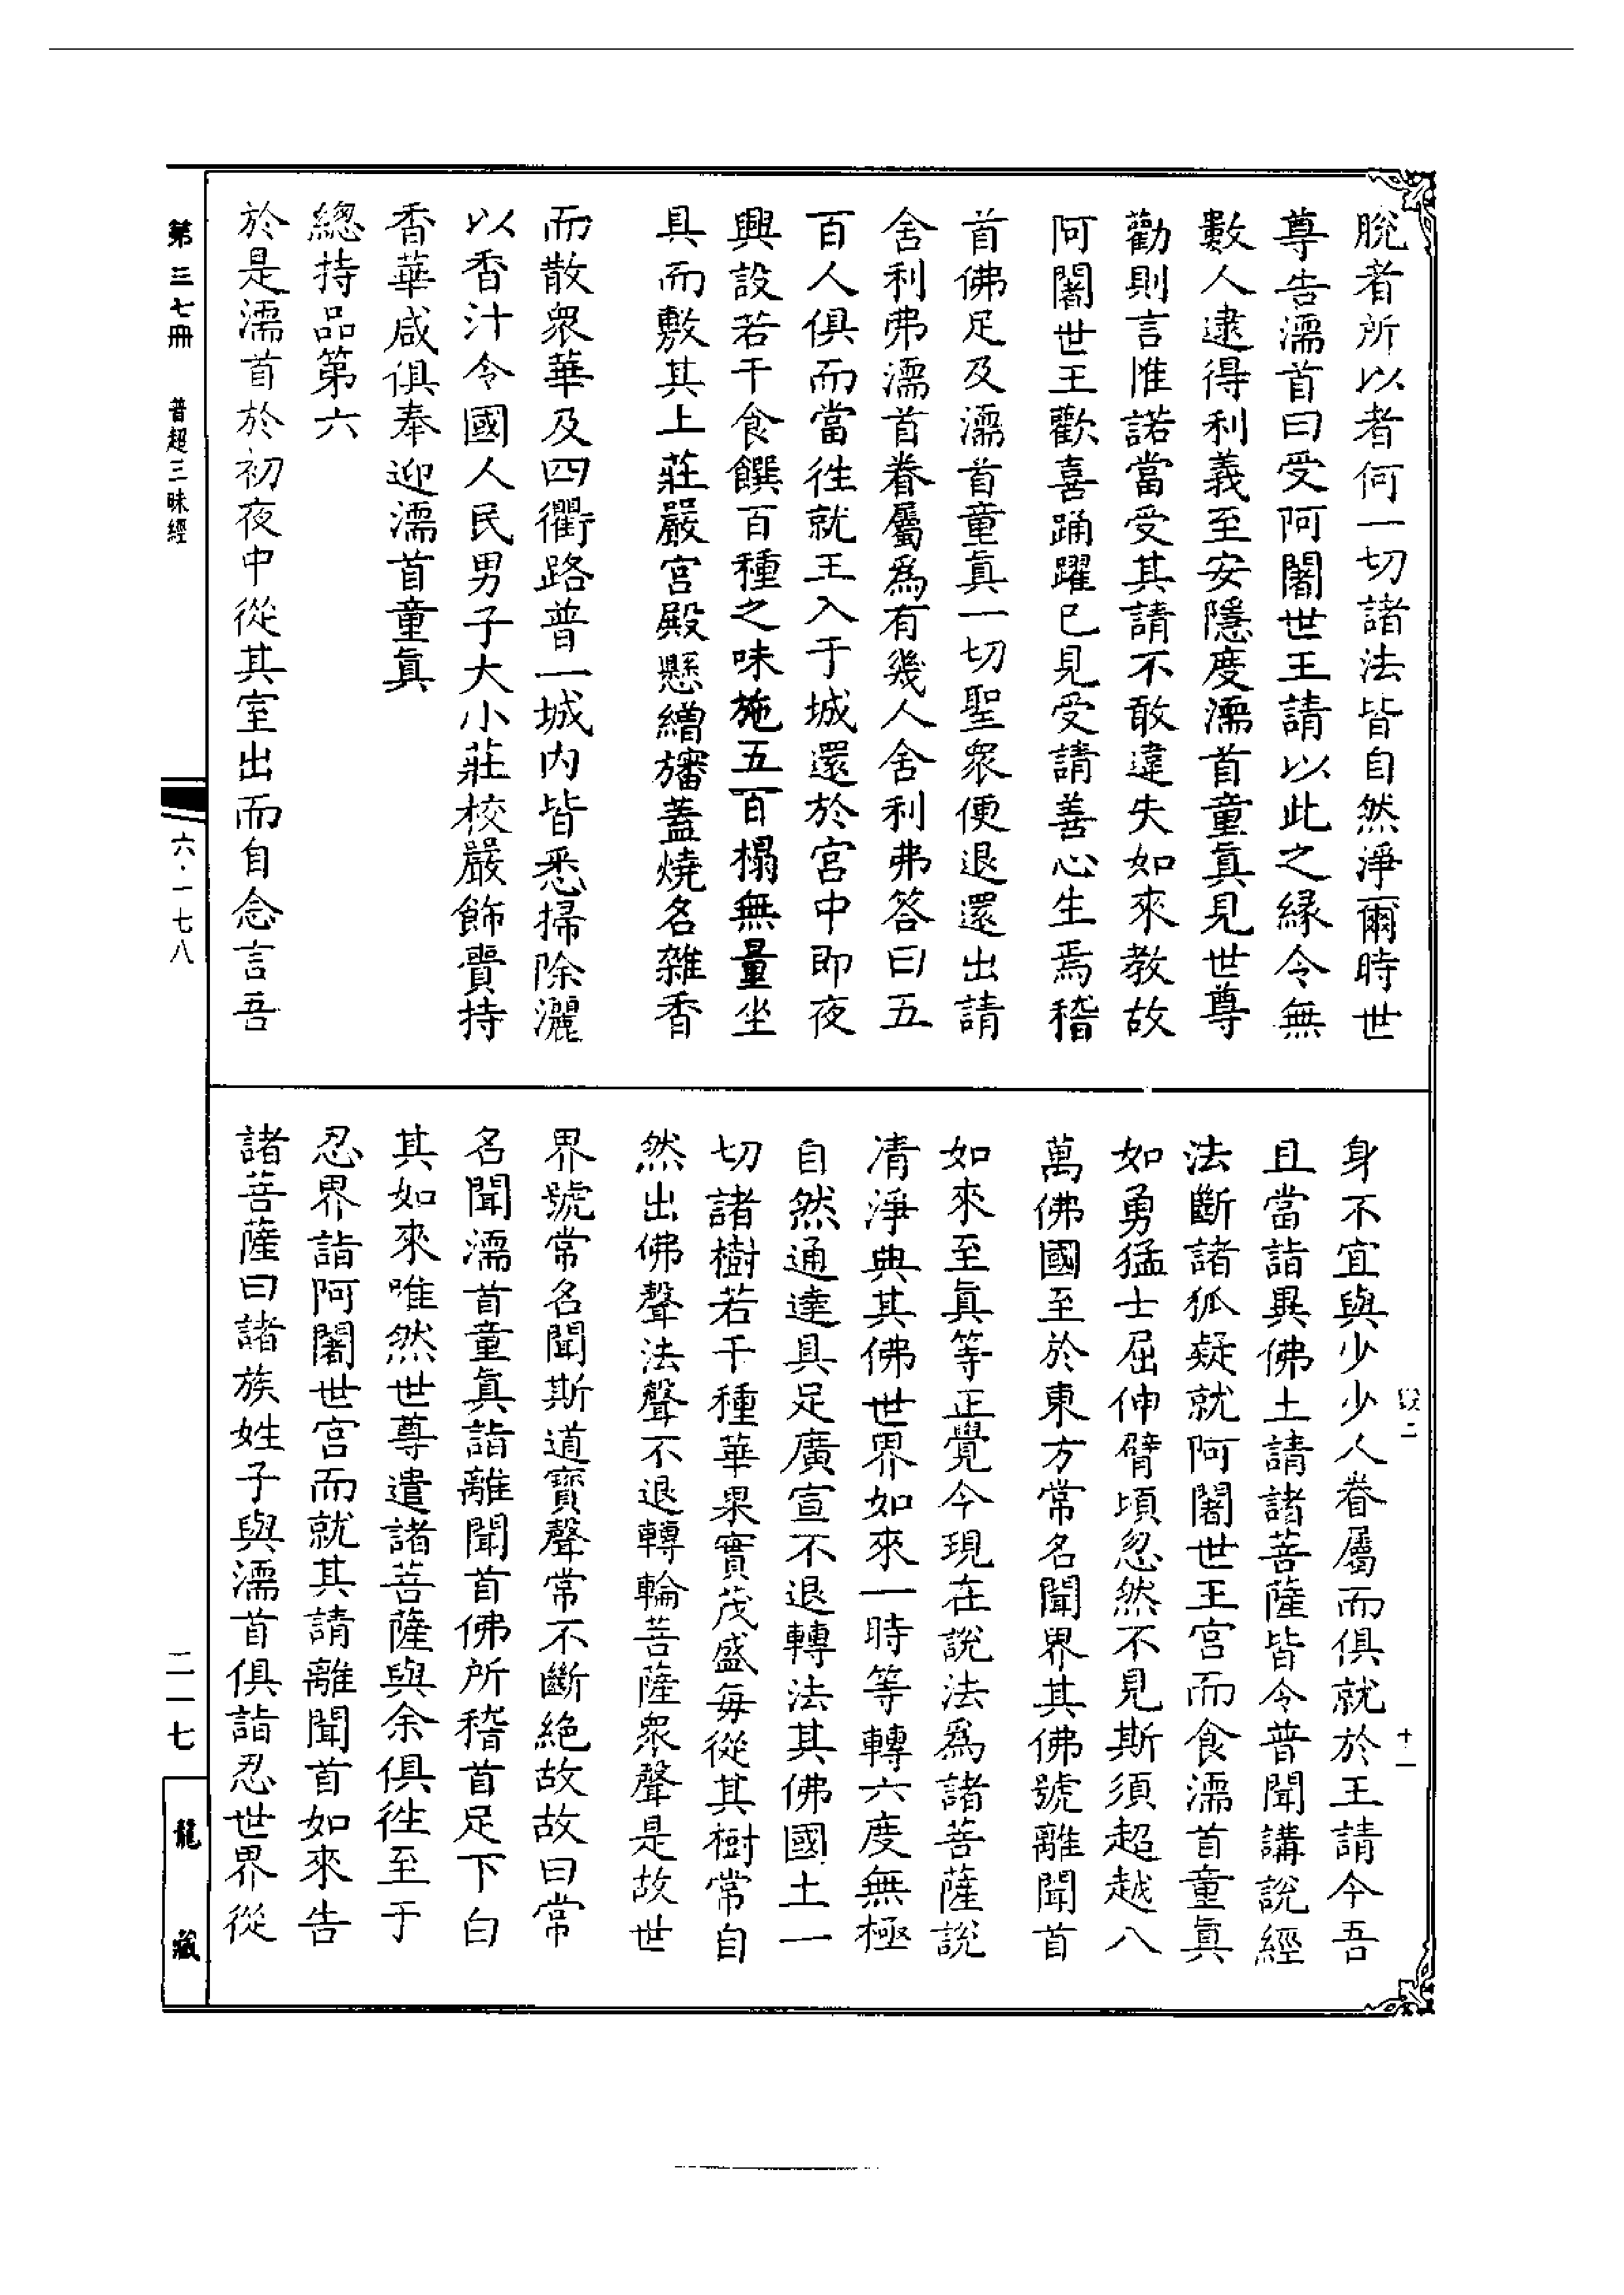 脫者所以者何一切諸法皆自然淨爾時世
尊告濡首曰受阿闍世王請以此之緣令無
數人逮得利義至安隱度濡首童真見世尊
勸則言惟諾當受其請不敢違失如來教故
阿闍世王歡喜踊躍已見受請善心生焉稽
首佛足及濡首童真一切聖眾便退還出請
舍利弗濡首眷屬為有幾人舍利弗答曰五
百人俱而當往就王入于城還於宮中即夜
興設若干食饌百種之味施五百榻無量坐
具而敷其上莊嚴宮殿懸繒旛蓋燒名雜香
而散眾華及四衢路普一城內皆悉掃除灑
以香汁令國人民男子大小莊校嚴飾賷持
香華咸俱奉迎濡首童真
總持品第六
於是濡首於初夜中從其室出而自念言吾
身不宜與少少人眷屬而俱就於王請今吾
且當詣異佛土請諸菩薩皆令普聞講說經
法斷諸狐疑就阿闍世王宮而食濡首童真
如勇猛士屈伸臂頃忽然不見斯須超越八
萬佛國至於東方常名聞界其佛號離聞首
如來至真等正覺今現在說法為諸菩薩說
清淨典其佛世界如來一時等轉六度無極
自然通達具足廣宣不退轉法其佛國土一
切諸樹若干種華果實茂盛每從其樹常自
然出佛聲法聲不退轉輪菩薩眾聲是故世
界號常名聞斯道寶聲常不斷絕故故曰常
名聞濡首童真詣離聞首佛所稽首足下白
其如來唯然世尊遣諸菩薩與余俱往至于
忍界詣阿闍世宮而就其請離聞首如來告
諸菩薩曰諸族姓子與濡首俱詣忍世界從
第三七冊 普超三昧經
六·一七八
二一七
龍藏
二
十一